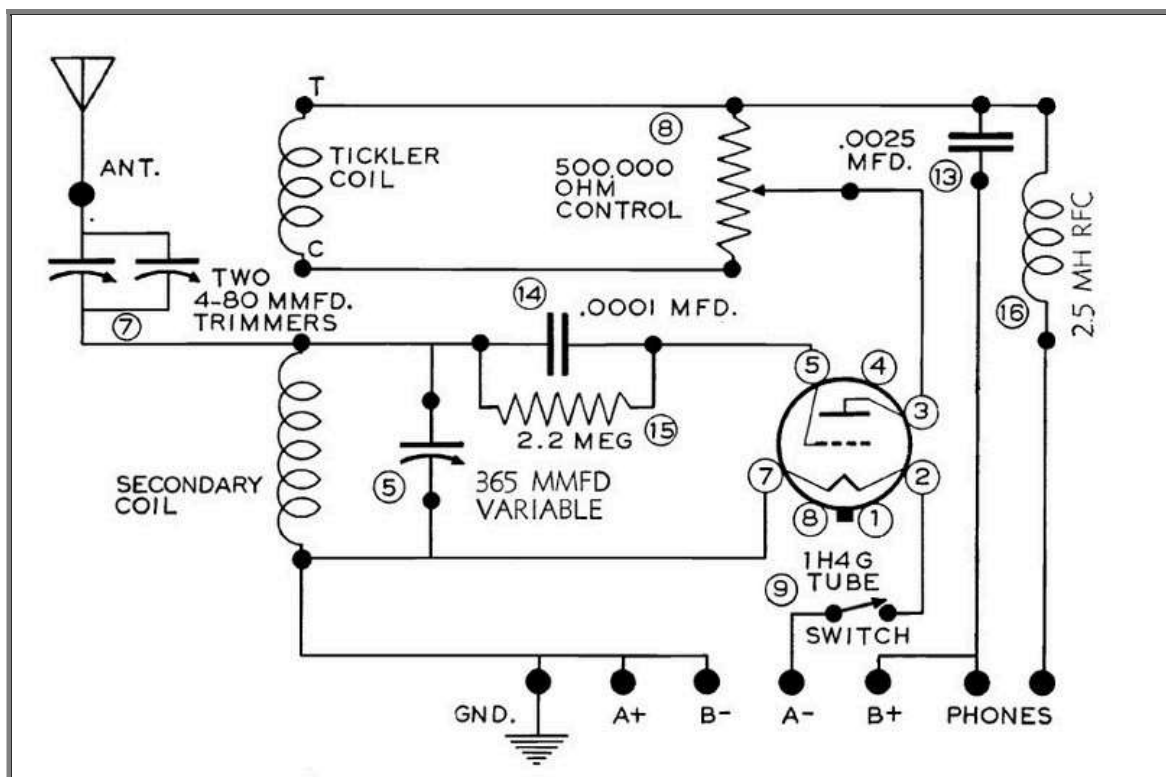 T
ANT.
TICKLER
COIL
C
8
500,000
OHM
CONTROL
.0025
MFD.
13
2.5 MH RFC
16
TWO
4-80 MMFD.
TRIMMERS
7
14
.0001 MFD.
2.2 MEG
15
SECONDARY
COIL
5
365 MMFD
VARIABLE
5
4
3
7
2
8
1
1H4G
TUBE
9
SWITCH
GND.
A+
B-
A-
B+
PHONES